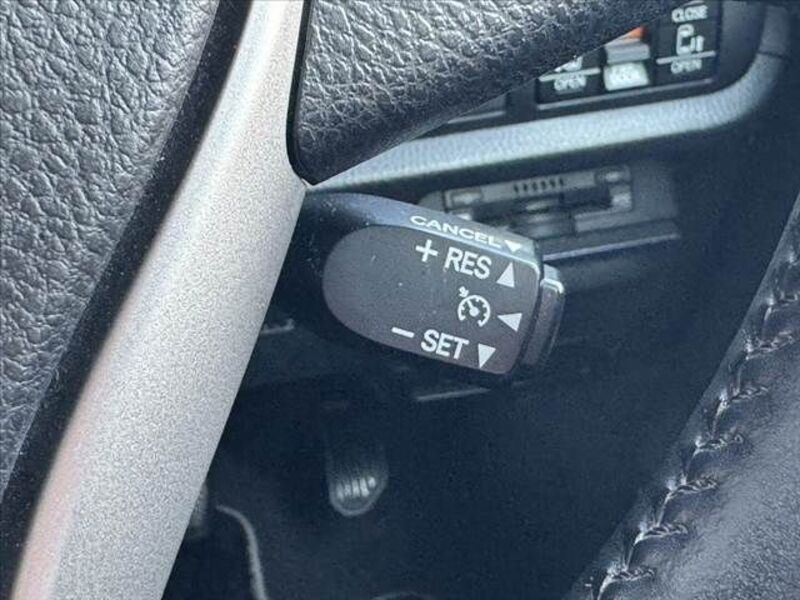 CLOSE
OPEN
OPEN
CANCEL▼
+ RES ▲
− SET ▼